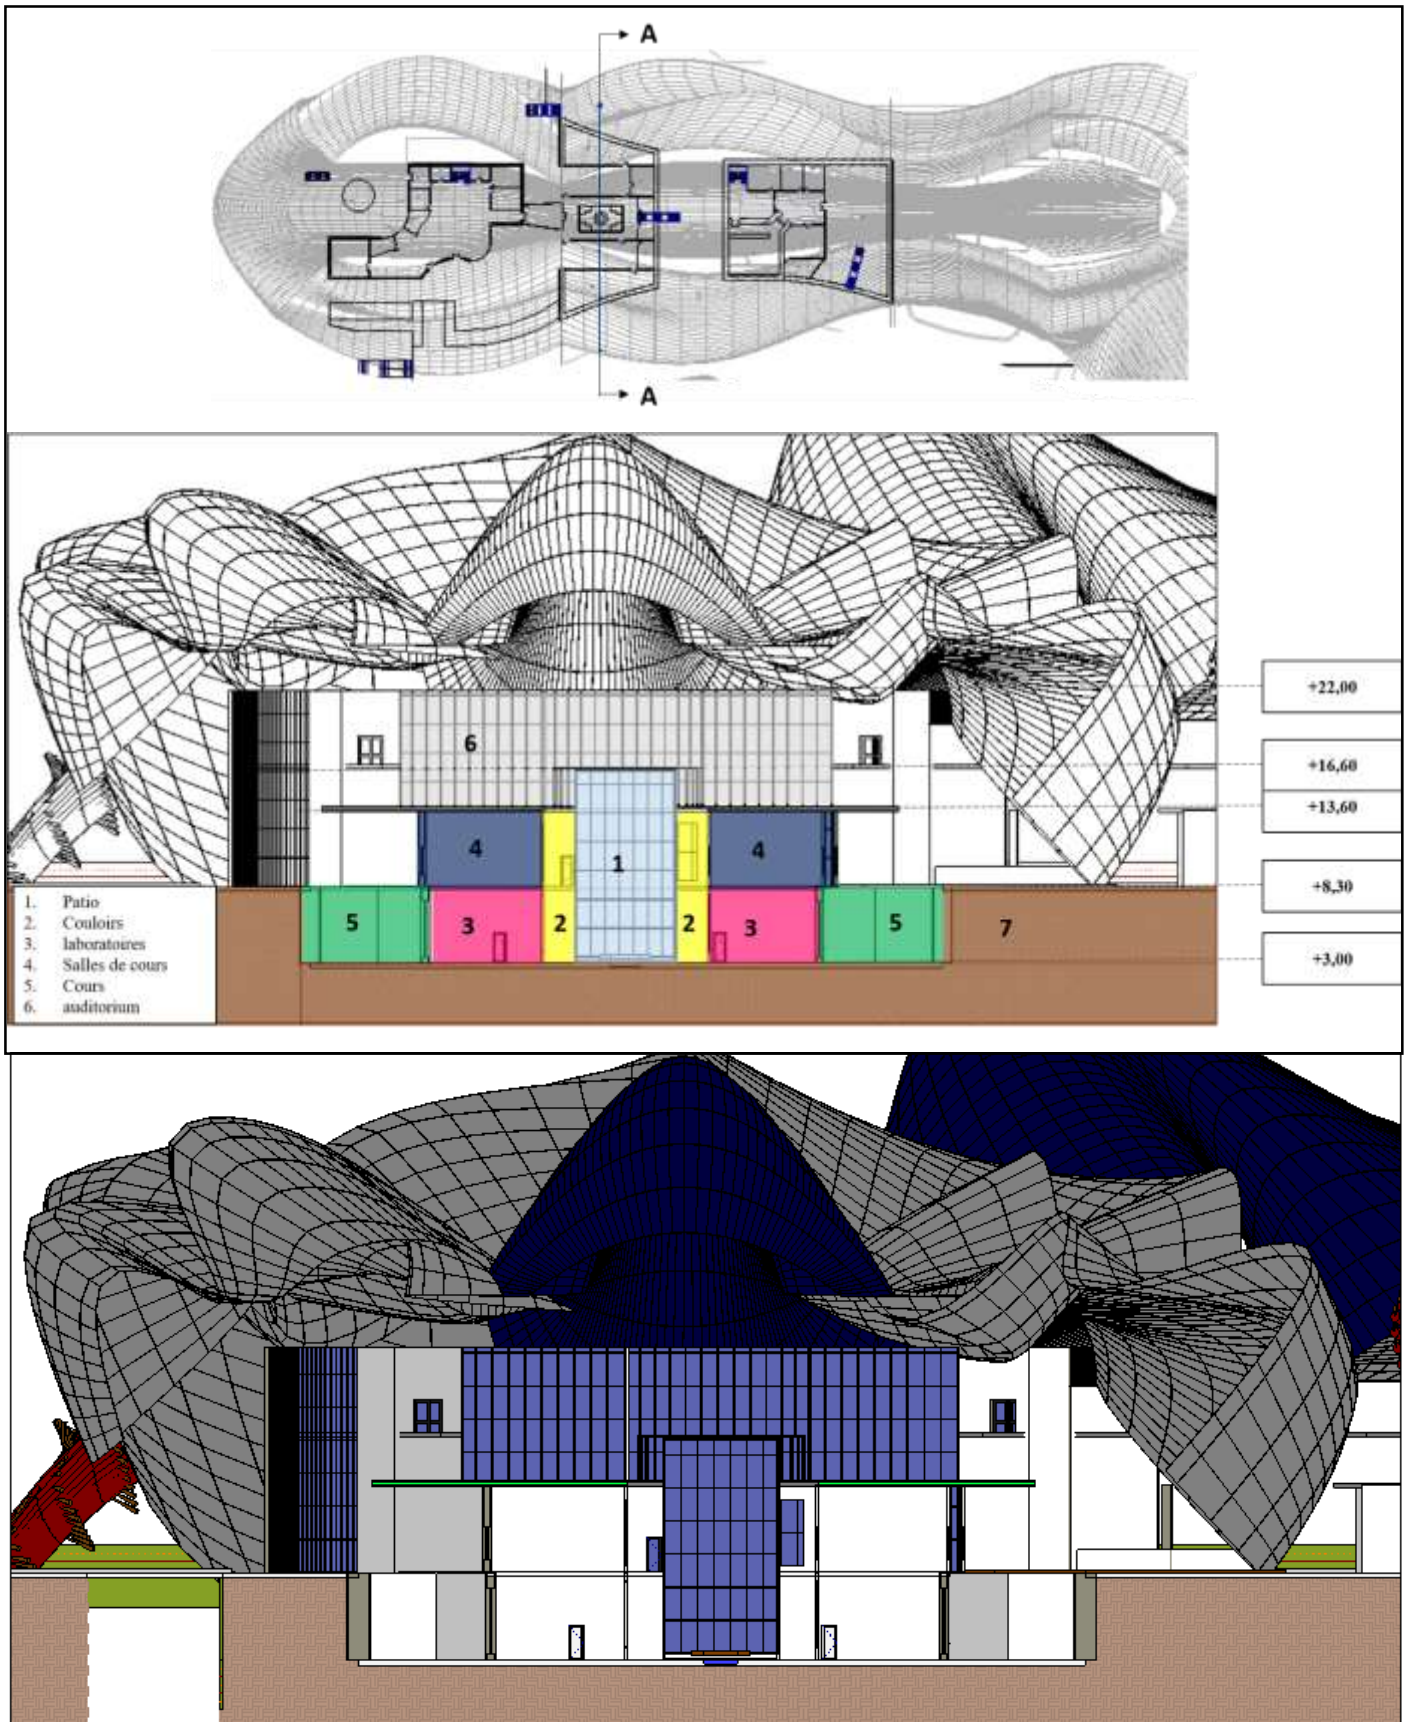 A
A
6
4
1
4
5
3
2
2
3
5
7
+22,00
+16,60
+13,60
+8,30
+3,00
1. Patio
2. Couloirs
3. laboratoires
4. Salles de cours
5. Cours
6. auditorium